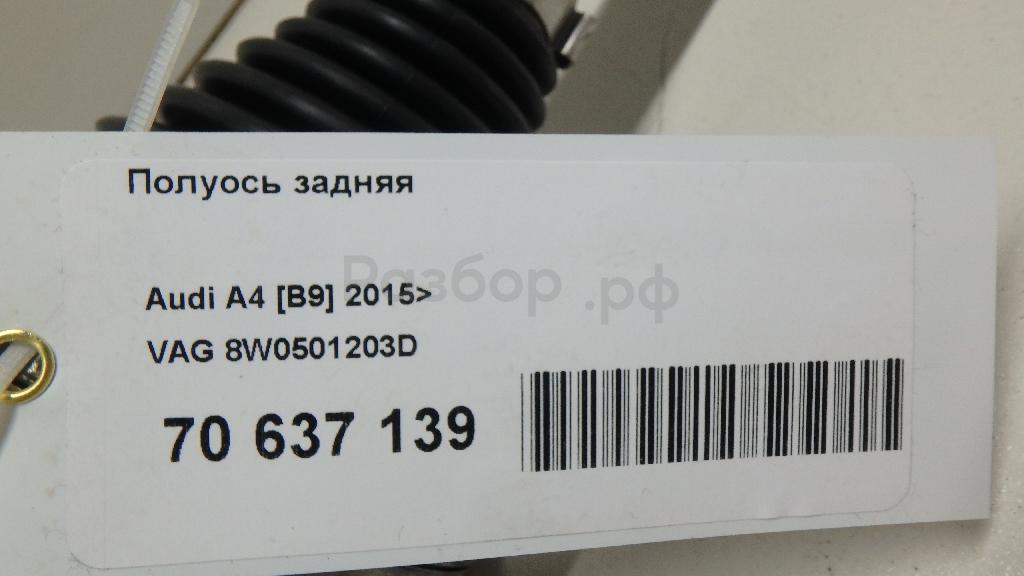 Полуось задняя
Разбор.рф
Audi A4 [B9] 2015>
VAG 8W0501203D
70 637 139